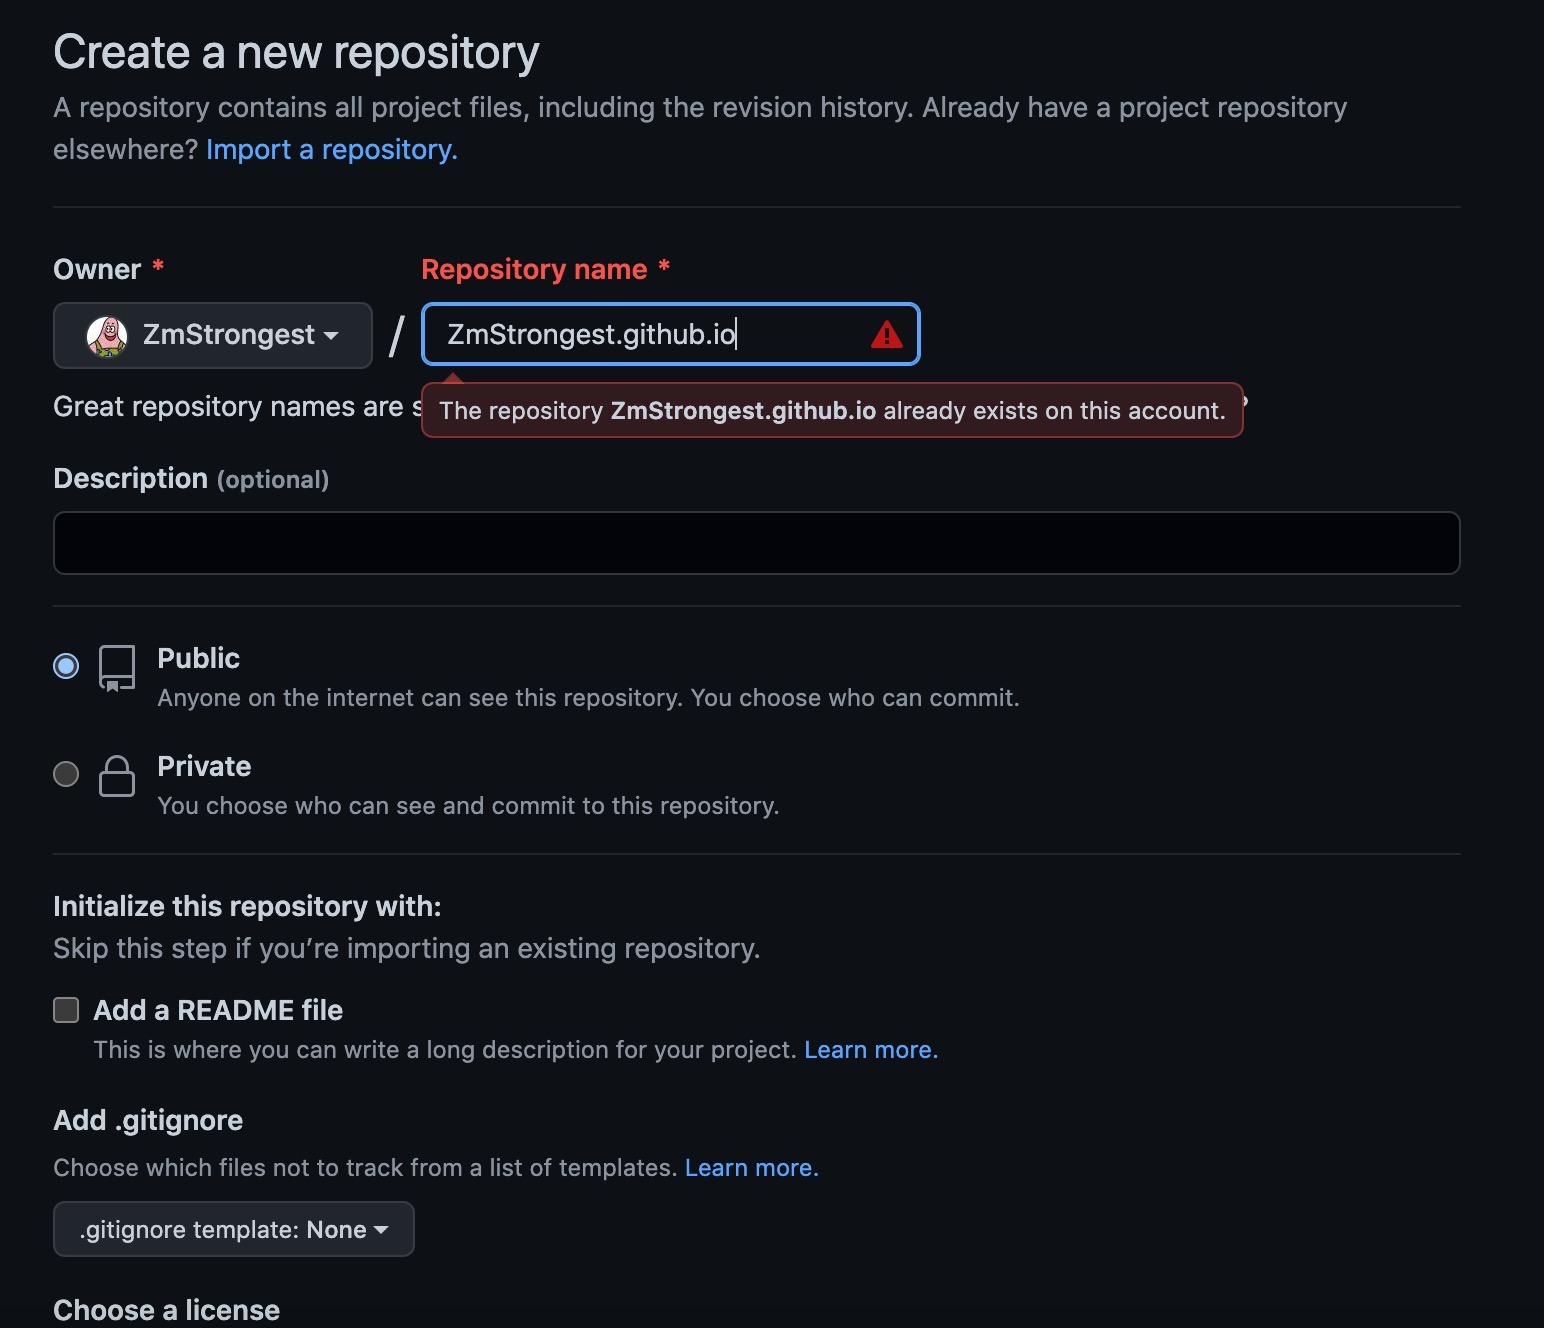 Create a new repository
A repository contains all project files, including the revision history. Already have a project repository
elsewhere? Import a repository.
Owner *
Repository name *
ZmStrongest
/
ZmStrongest.github.io
Great repository names are s
The repository ZmStrongest.github.io already exists on this account.
Description (optional)
Public
Anyone on the internet can see this repository. You choose who can commit.
Private
You choose who can see and commit to this repository.
Initialize this repository with:
Skip this step if you’re importing an existing repository.
Add a README file
This is where you can write a long description for your project. Learn more.
Add .gitignore
Choose which files not to track from a list of templates. Learn more.
.gitignore template: None
Choose a license